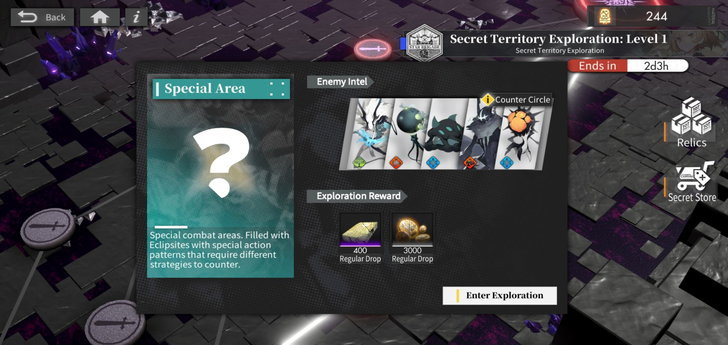 Back
i
244
Secret Territory Exploration: Level 1
Secret Territory Exploration
Ends in 2d3h
Special Area
?
Special combat areas. Filled with
Eclipsites with special action
patterns that require different
strategies to counter.
Enemy Intel
i Counter Circle
Exploration Reward
400
Regular Drop
3000
Regular Drop
Enter Exploration
Relics
Secret Store